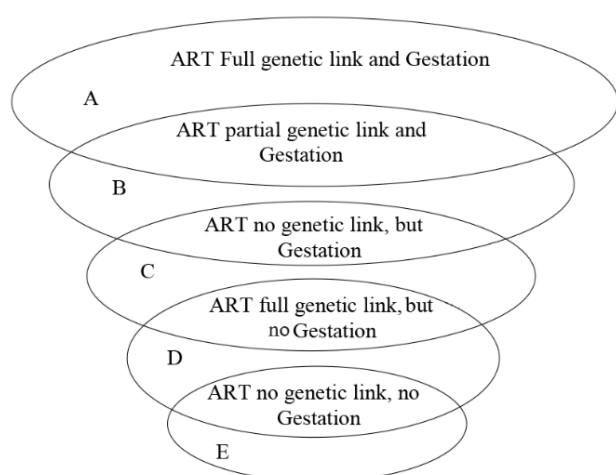 ART Full genetic link and Gestation
A
ART partial genetic link and
Gestation
B
ART no genetic link, but
Gestation
C
ART full genetic link, but
no Gestation
D
ART no genetic link, no
Gestation
E